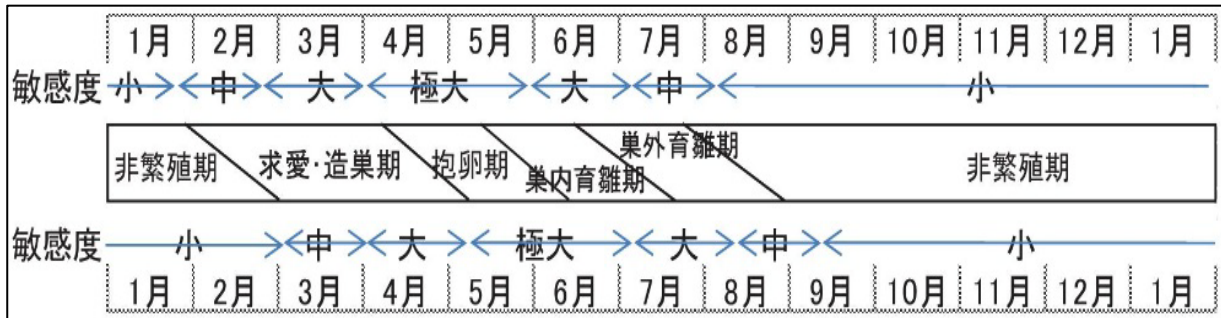 1月 2月 3月 4月 5月 6月 7月 8月 9月 10月 11月 12月 1月
敏感度 小 中 大 極大 大 中 小
非繁殖期 求愛・造巣期 抱卵期 巣内育雛期 巣外育雛期 非繁殖期
敏感度 小 中 大 極大 大 中 小
1月 2月 3月 4月 5月 6月 7月 8月 9月 10月 11月 12月 1月